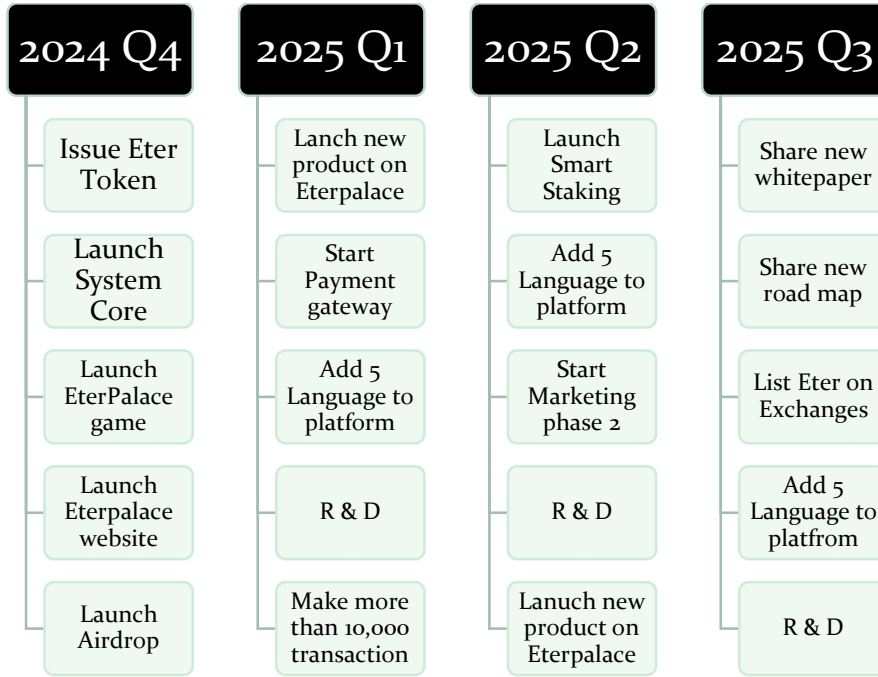 2024 Q4
Issue Eter
Token
Launch
System
Core
Launch
EterPalace
game
Launch
Eterpalace
website
Launch
Airdrop
2025 Q1
Lanch new
product on
Eterpalace
Start
Payment
gateway
Add 5
Language to
platform
R & D
Make more
than 10,000
transaction
2025 Q2
Launch
Smart
Staking
Add 5
Language to
platform
Start
Marketing
phase 2
R & D
Lanuch new
product on
Eterpalace
2025 Q3
Share new
whitepaper
Share new
road map
List Eter on
Exchanges
Add 5
Language to
platfrom
R & D